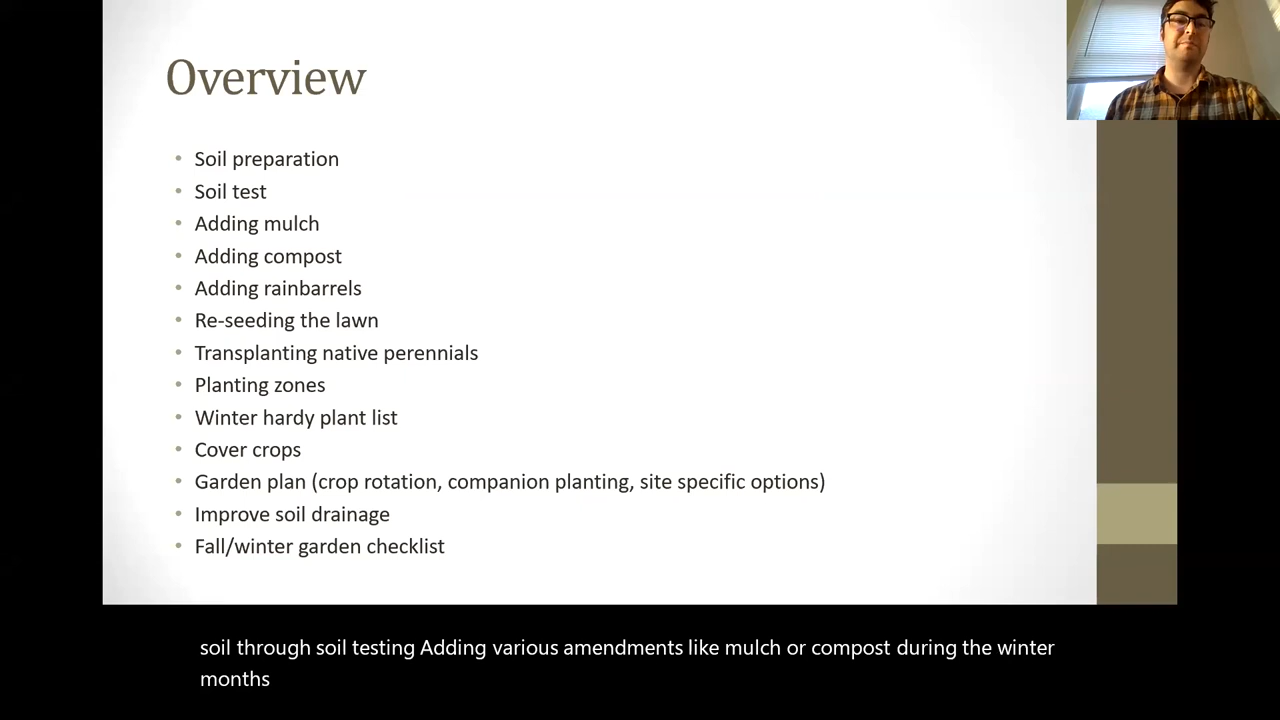 Overview
• Soil preparation
• Soil test
• Adding mulch
• Adding compost
• Adding rainbarrels
• Re-seeding the lawn
• Transplanting native perennials
• Planting zones
• Winter hardy plant list
• Cover crops
• Garden plan (crop rotation, companion planting, site specific options)
• Improve soil drainage
• Fall/winter garden checklist
soil through soil testing Adding various amendments like mulch or compost during the winter
months